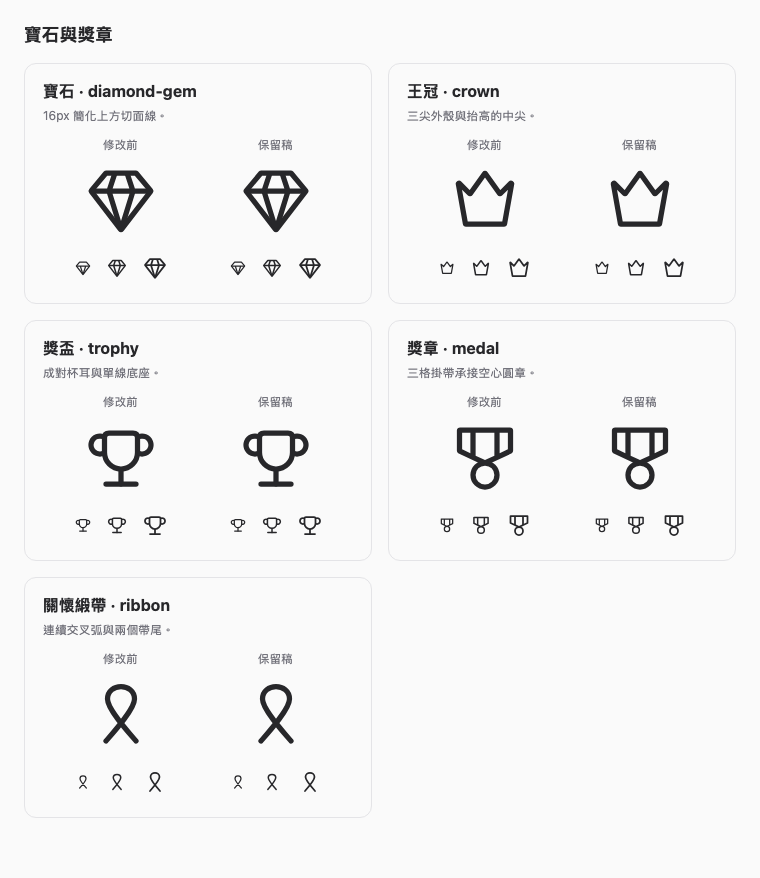 寶石與獎章
寶石 · diamond-gem
16px 簡化上方切面線。
修改前
保留稿
王冠 · crown
三尖外殼與抬高的中尖。
修改前
保留稿
獎盃 · trophy
成對杯耳與單線底座。
修改前
保留稿
獎章 · medal
三格掛帶承接空心圓章。
修改前
保留稿
關懷緞帶 · ribbon
連續交叉弧與兩個帶尾。
修改前
保留稿